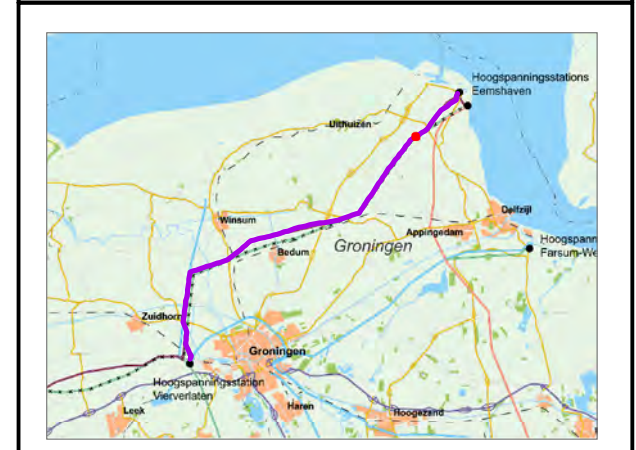 Hoogspanningsstations
Eemshaven
Uithuizen
Delfzijl
Winsum
Appingedam
Groningen
Hoogspann
Farsum-We
Bedum
Zuidhorn
Groningen
Hoogspanningsstation
Vierverlaten
Leek
Haren
Hoogezand